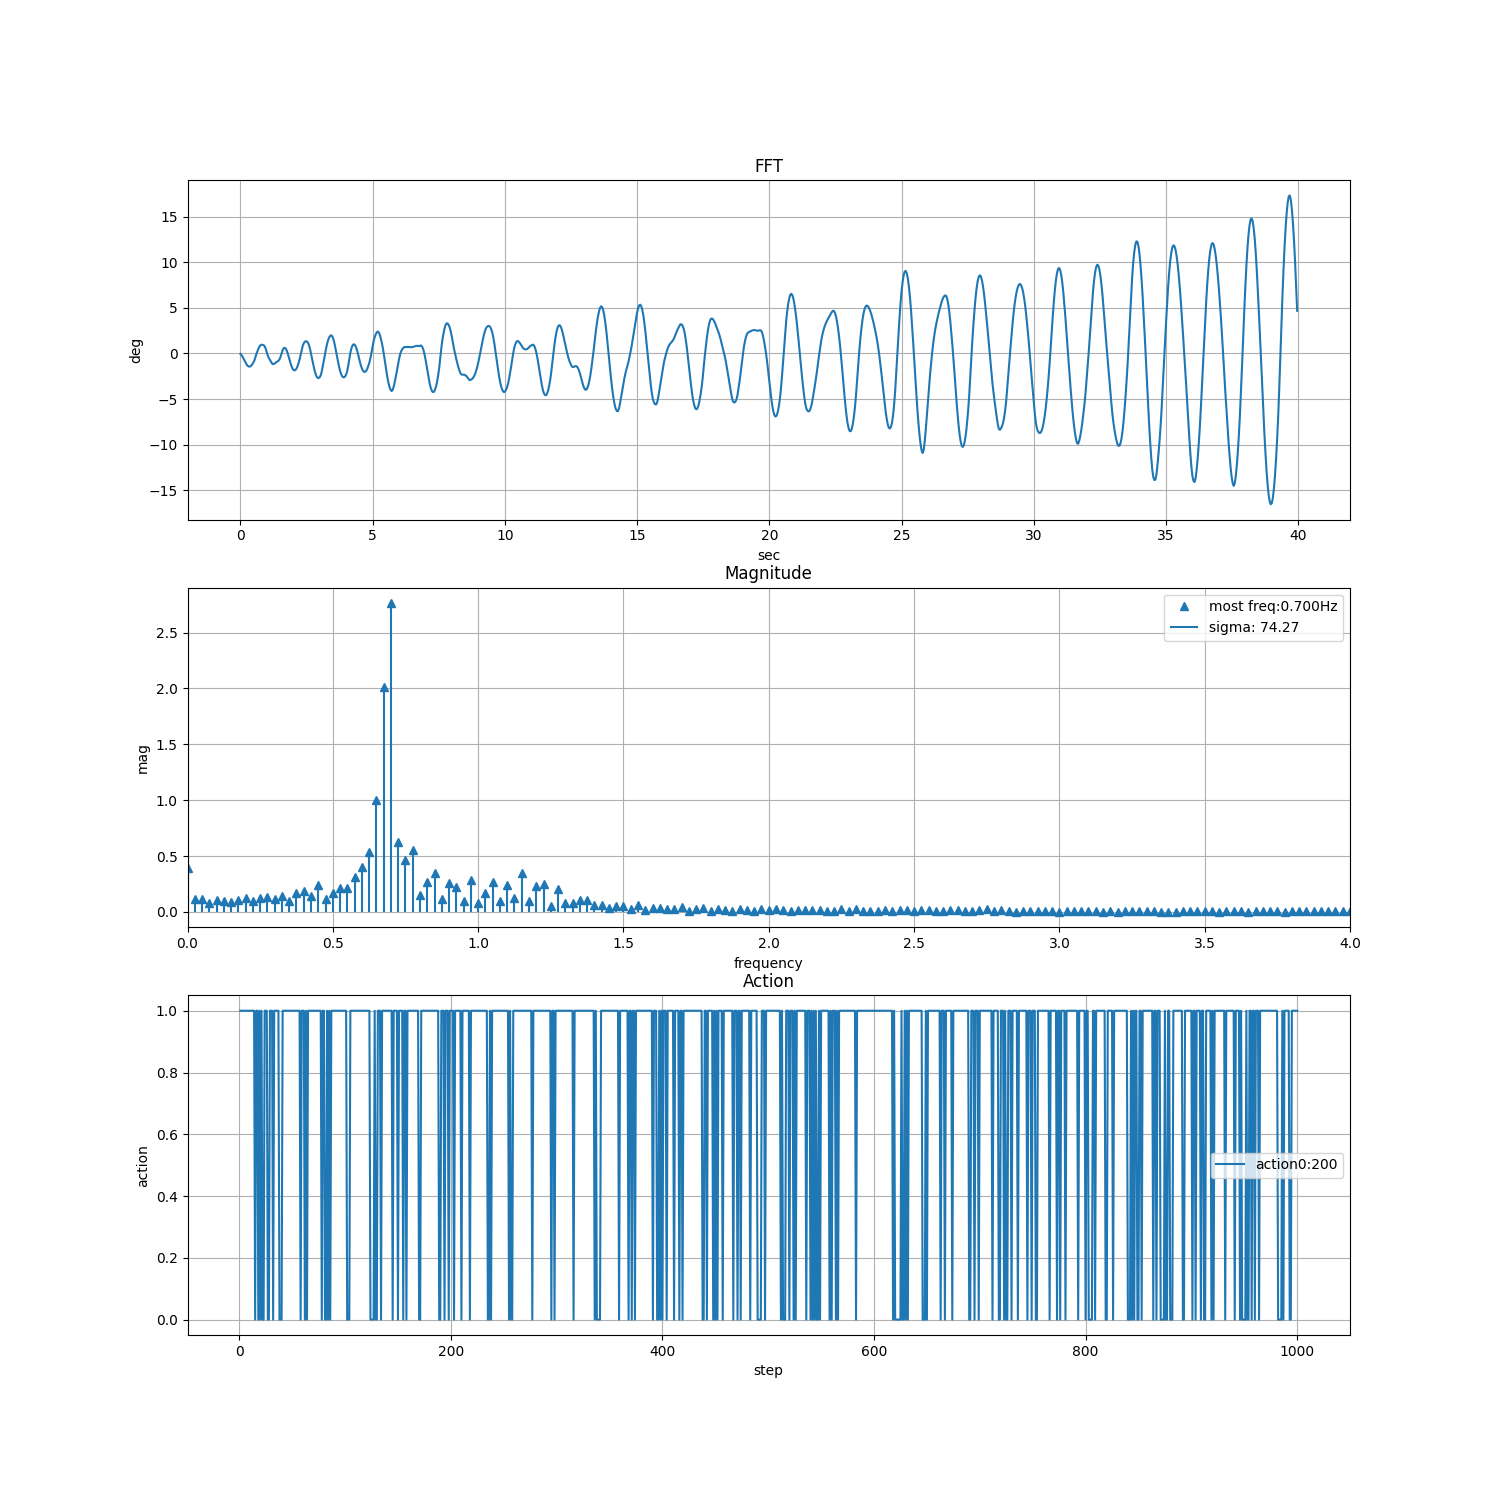 FFT
15
10
5
0
−5
−10
−15
deg
0 5 10 15 20 25 30 35 40
sec
Magnitude
most freq:0.700Hz
sigma: 74.27
2.5
2.0
1.5
1.0
0.5
0.0
mag
0.0 0.5 1.0 1.5 2.0 2.5 3.0 3.5 4.0
frequency
Action
1.0
0.8
0.6
0.4
0.2
0.0
action
action0:200
0 200 400 600 800 1000
step